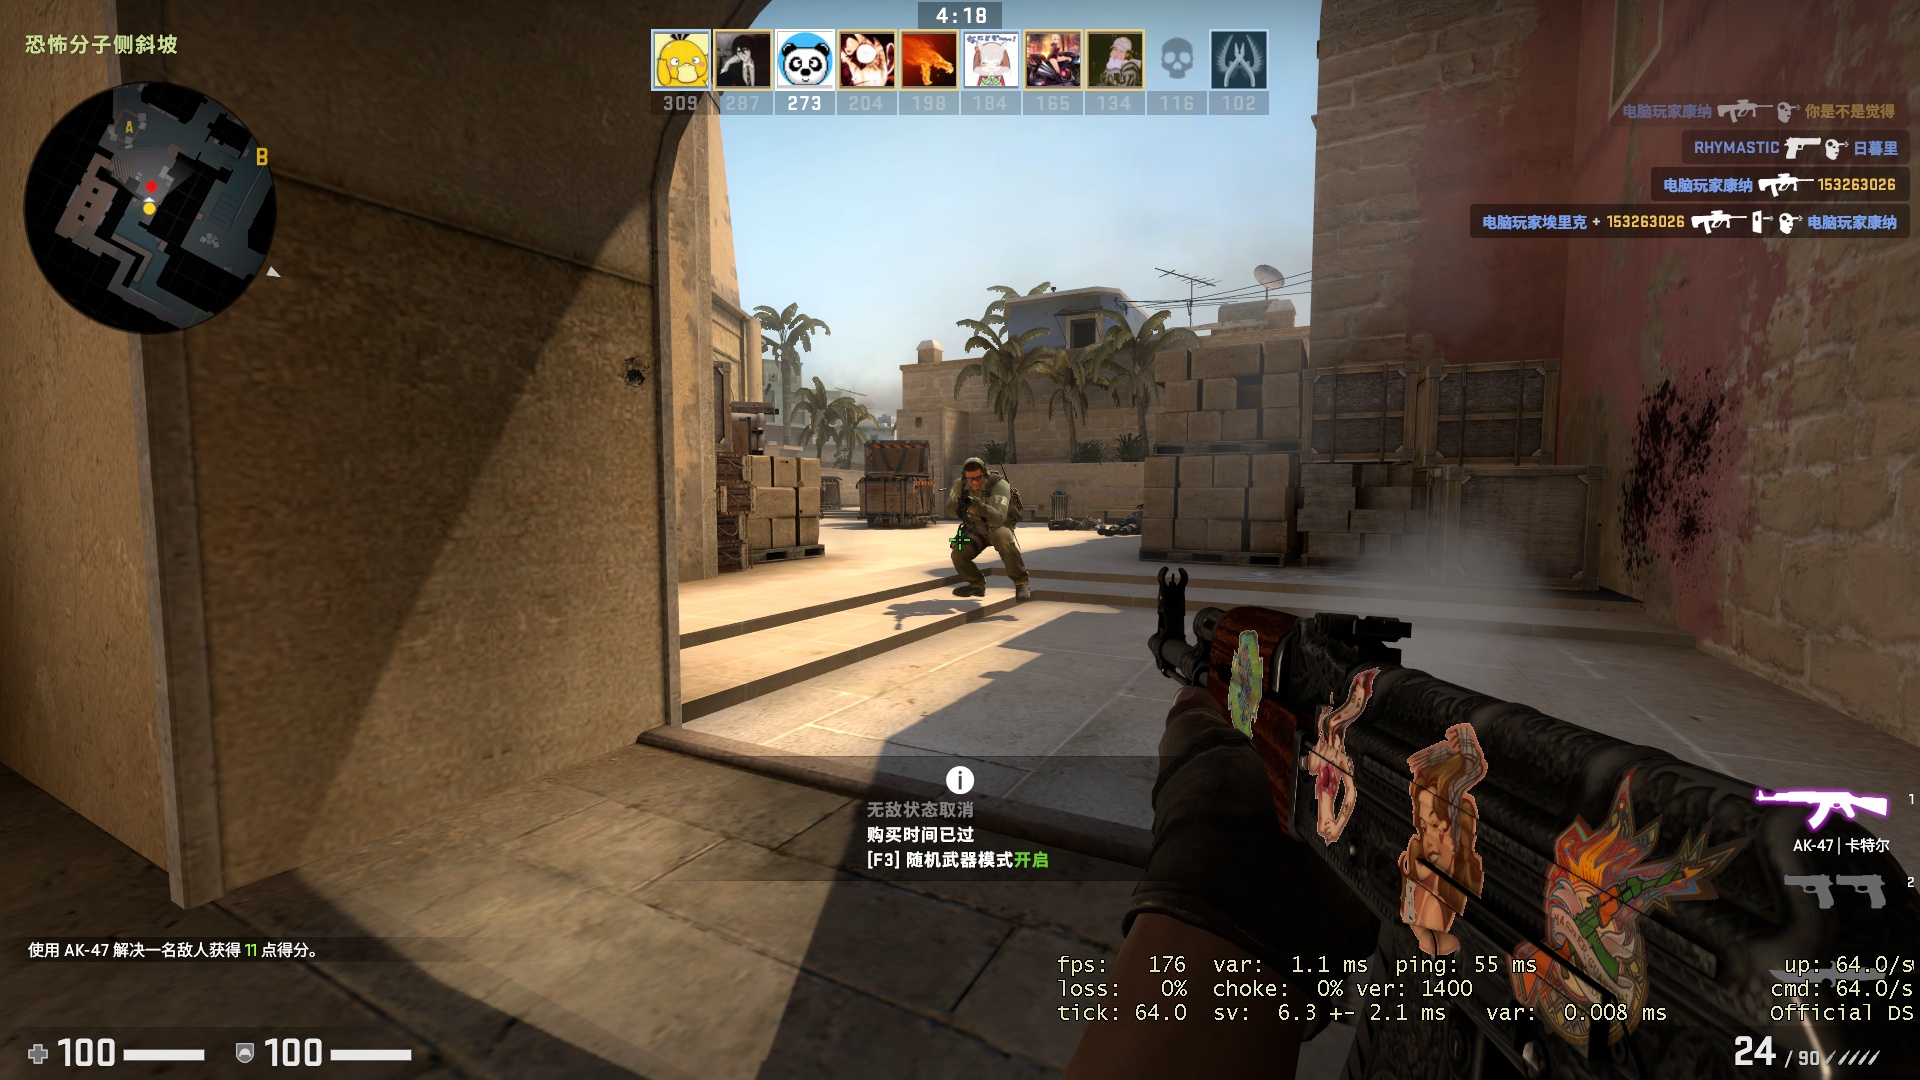 4:18
恐怖分子侧斜坡
309 287 273 204 198 184 165 134 116 102
A
B
电脑玩家康纳 你是不是觉得
RHYMASTIC 日暮里
电脑玩家康纳 153263026
电脑玩家埃里克 + 153263026 电脑玩家康纳
无敌状态取消
购买时间已过
[F3] 随机武器模式开启
1
AK-47 | 卡特尔
2
使用 AK-47 解决一名敌人获得 11 点得分。
fps: 176 var: 1.1 ms ping: 55 ms up: 64.0/s
loss: 0% choke: 0% ver: 1400 cmd: 64.0/s
tick: 64.0 sv: 6.3 +- 2.1 ms var: 0.008 ms Official DS
100 100
24 / 90